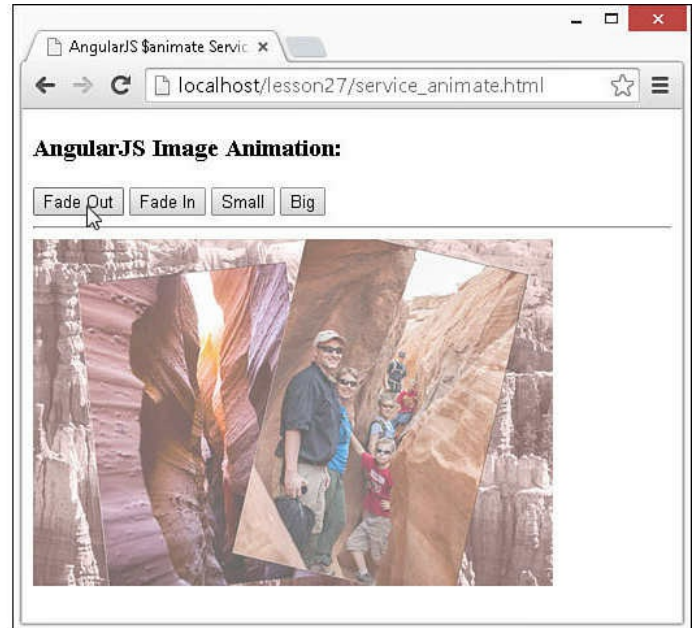 AngularJS $animate Servic
localhost/lesson27/service_animate.html
AngularJS Image Animation:
Fade Out Fade In Small Big